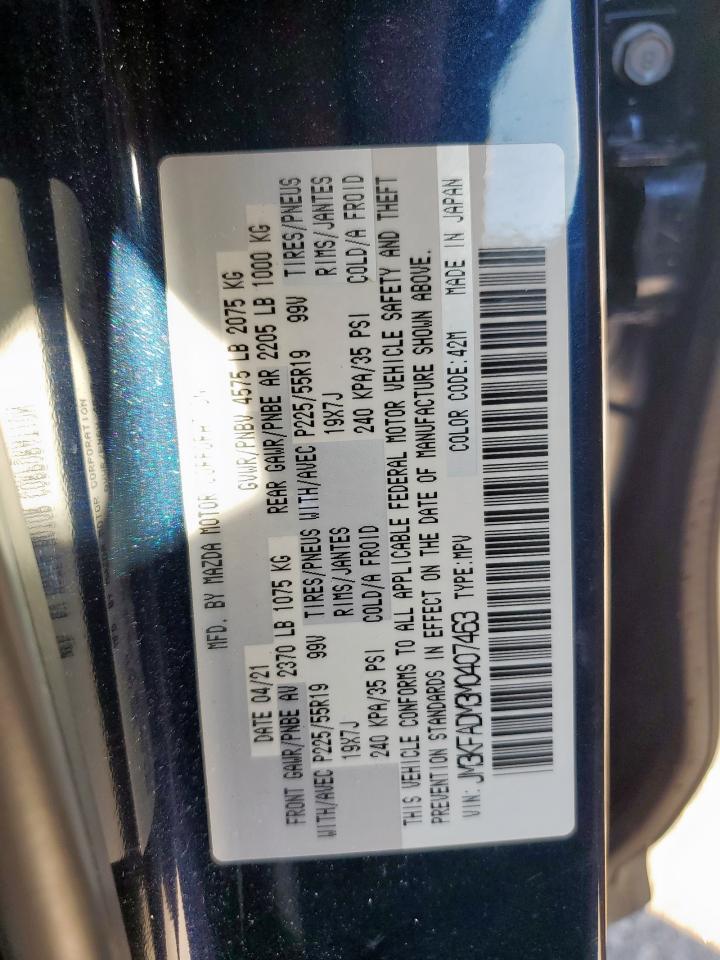 MFD. BY MAZDA MOTOR CORPORATION
DATE 04/21 GVWR/PNBV 4575 LB 2075 KG
FRONT GAWR/PNBE AV 2370 LB 1075 KG REAR GAWR/PNBE AR 2205 LB 1000 KG
WITH/AVEC P225/55R19 99V TIRES/PNEUS WITH/AVEC P225/55R19 99V TIRES/PNEUS
19X7J RIMS/JANTES 19X7J RIMS/JANTES
240 KPA/35 PSI COLD/A FROID 240 KPA/35 PSI COLD/A FROID
THIS VEHICLE CONFORMS TO ALL APPLICABLE FEDERAL MOTOR VEHICLE SAFETY AND THEFT
PREVENTION STANDARDS IN EFFECT ON THE DATE OF MANUFACTURE SHOWN ABOVE.
COLOR CODE:42M MADE IN JAPAN
VIN: JM3KFADM3M0407463 TYPE:MPV
MOTOR CORPORATION